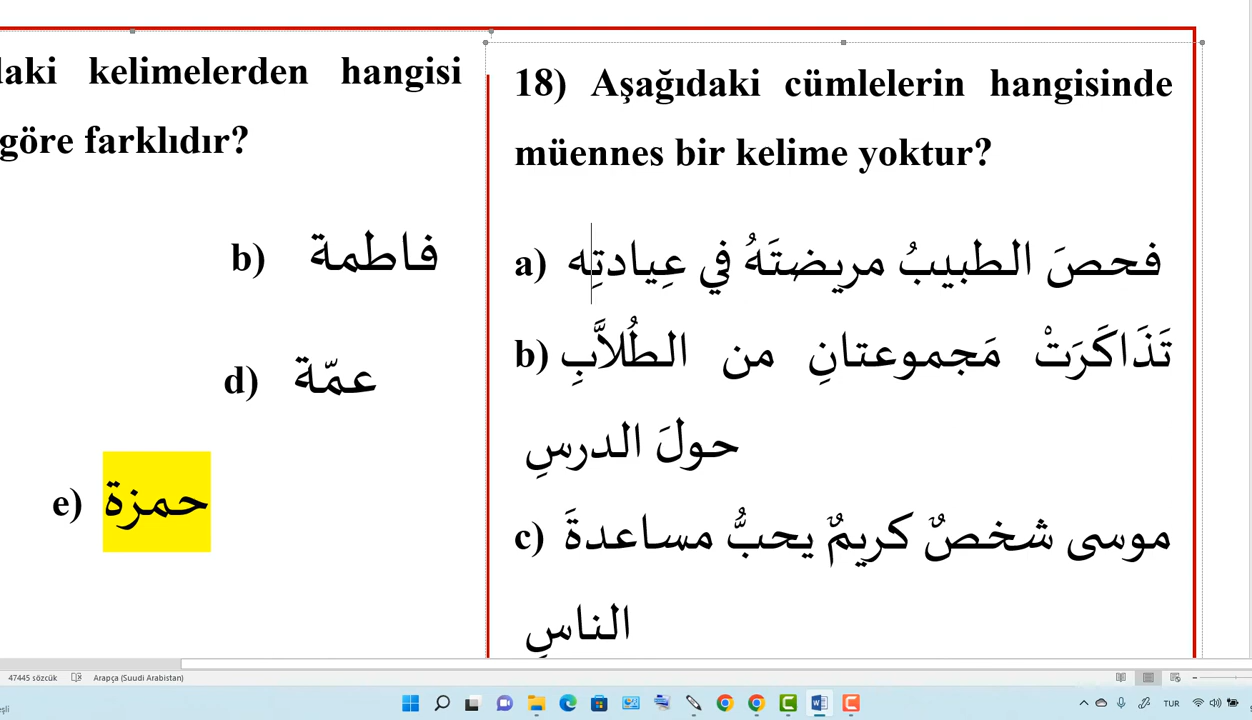 daki kelimelerden hangisi
göre farklıdır?
b) فاطمة
d) عمّة
e) حمزة
18) Aşağıdaki cümlelerin hangisinde
müennes bir kelime yoktur?
a) فحصَ الطبيبُ مريضتَهُ في عِيادتِه
b) تَذَاكَرَتْ مَجموعتانِ من الطُلاَّبِ
حولَ الدرسِ
c) موسى شخصٌ كريمٌ يحبُّ مساعدةَ
الناسِ
47445 sözcük Arapça (Suudi Arabistan)
TUR